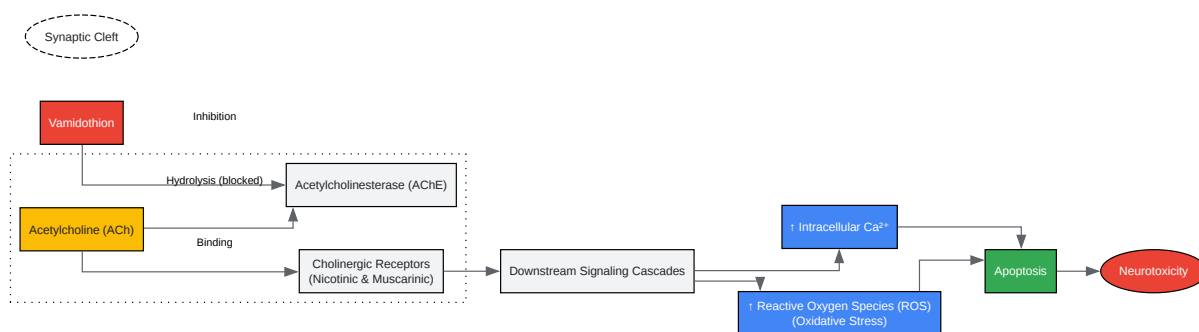 Synaptic Cleft
Vamidothion
Inhibition
Hydrolysis (blocked)
Acetylcholinesterase (AChE)
Acetylcholine (ACh)
Binding
Cholinergic Receptors
(Nicotinic & Muscarinic)
Downstream Signaling Cascades
↑ Intracellular Ca²⁺
↑ Reactive Oxygen Species (ROS)
(Oxidative Stress)
Apoptosis
Neurotoxicity